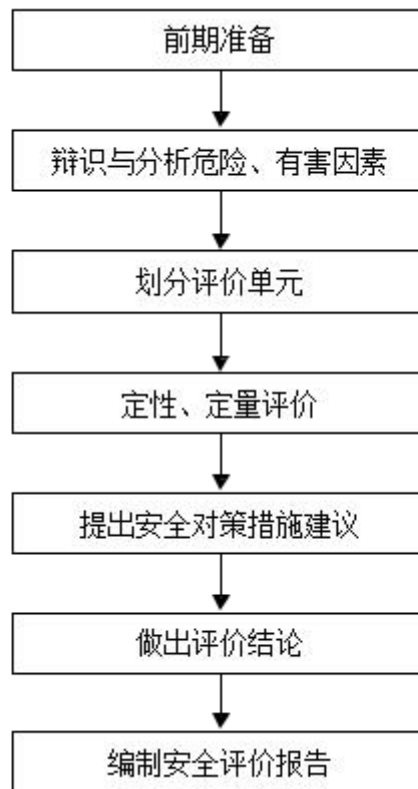 前期准备
辩识与分析危险、有害因素
划分评价单元
定性、定量评价
提出安全对策措施建议
做出评价结论
编制安全评价报告